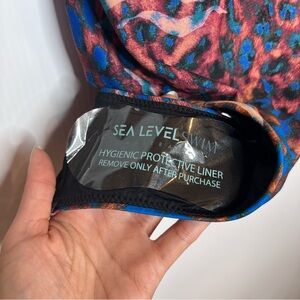 SEA LEVEL SWIM
HYGIENIC PROTECTIVE LINER
REMOVE ONLY AFTER PURCHASE